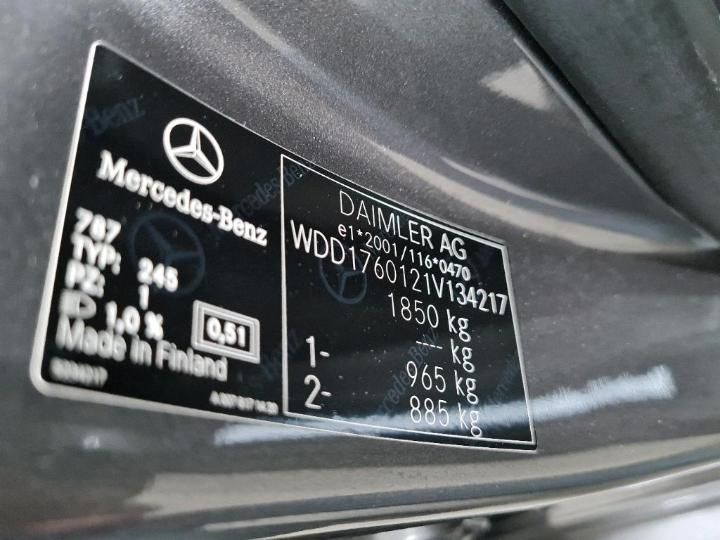 Mercedes-Benz
787
TYP: 245
PZ: 1
1,0 %
0,51
Made in Finland
DAIMLER AG
e1*2001/116*0470
WDD1760121V134217
1850 kg
--- kg
1- 965 kg
2- 885 kg